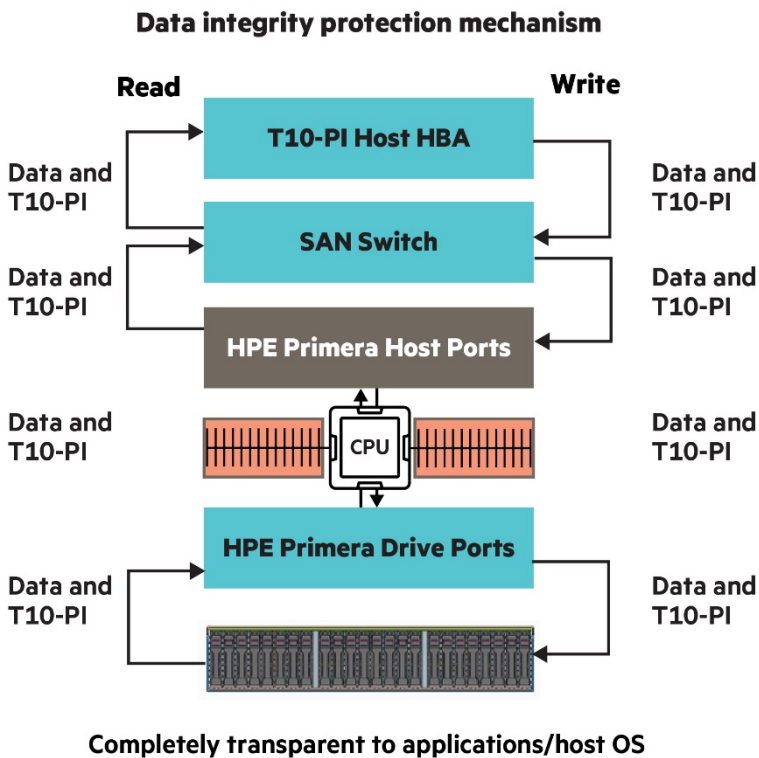 Data integrity protection mechanism
Read
Write
T10-PI Host HBA
Data and
T10-PI
Data and
T10-PI
SAN Switch
Data and
T10-PI
Data and
T10-PI
HPE Primera Host Ports
Data and
T10-PI
CPU
Data and
T10-PI
HPE Primera Drive Ports
Data and
T10-PI
Data and
T10-PI
Completely transparent to applications/host OS